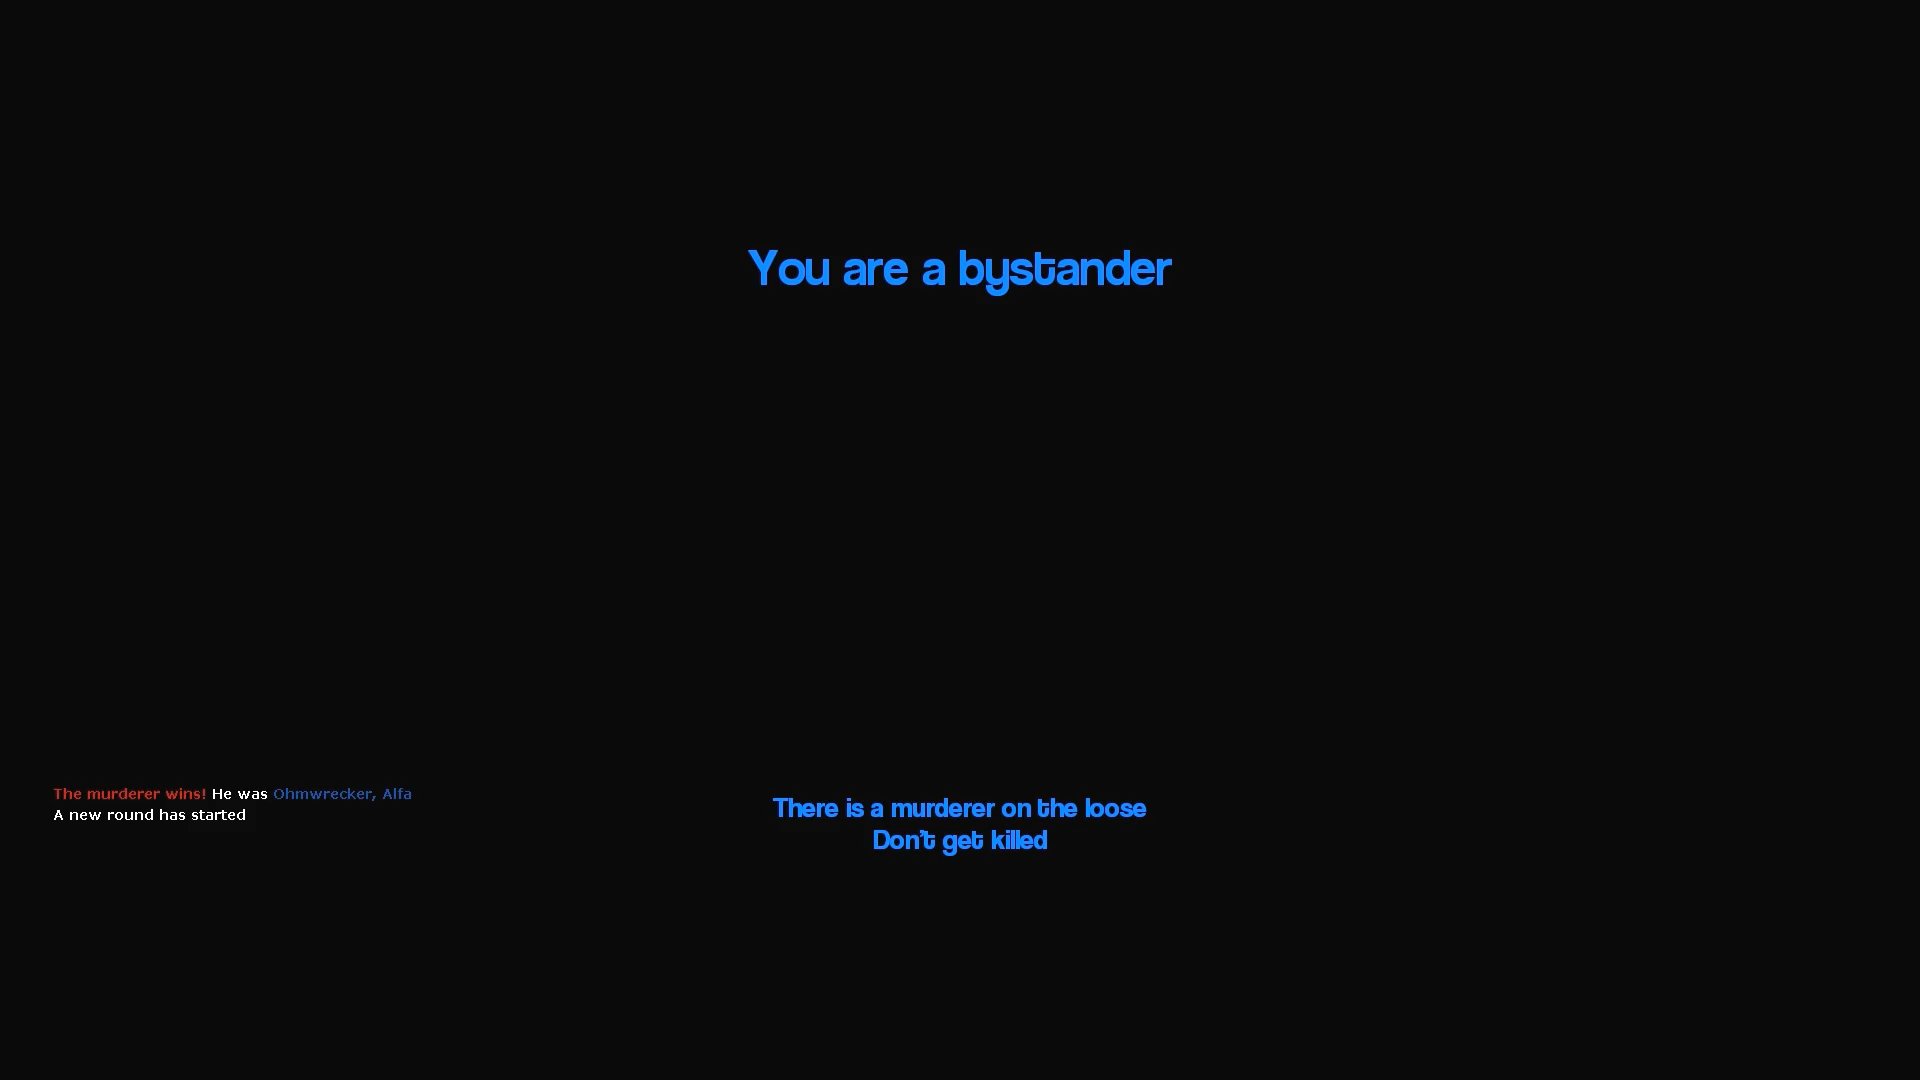 You are a bystander
The murderer wins! He was Ohmwrecker, Alfa
A new round has started
There is a murderer on the loose
Don't get killed